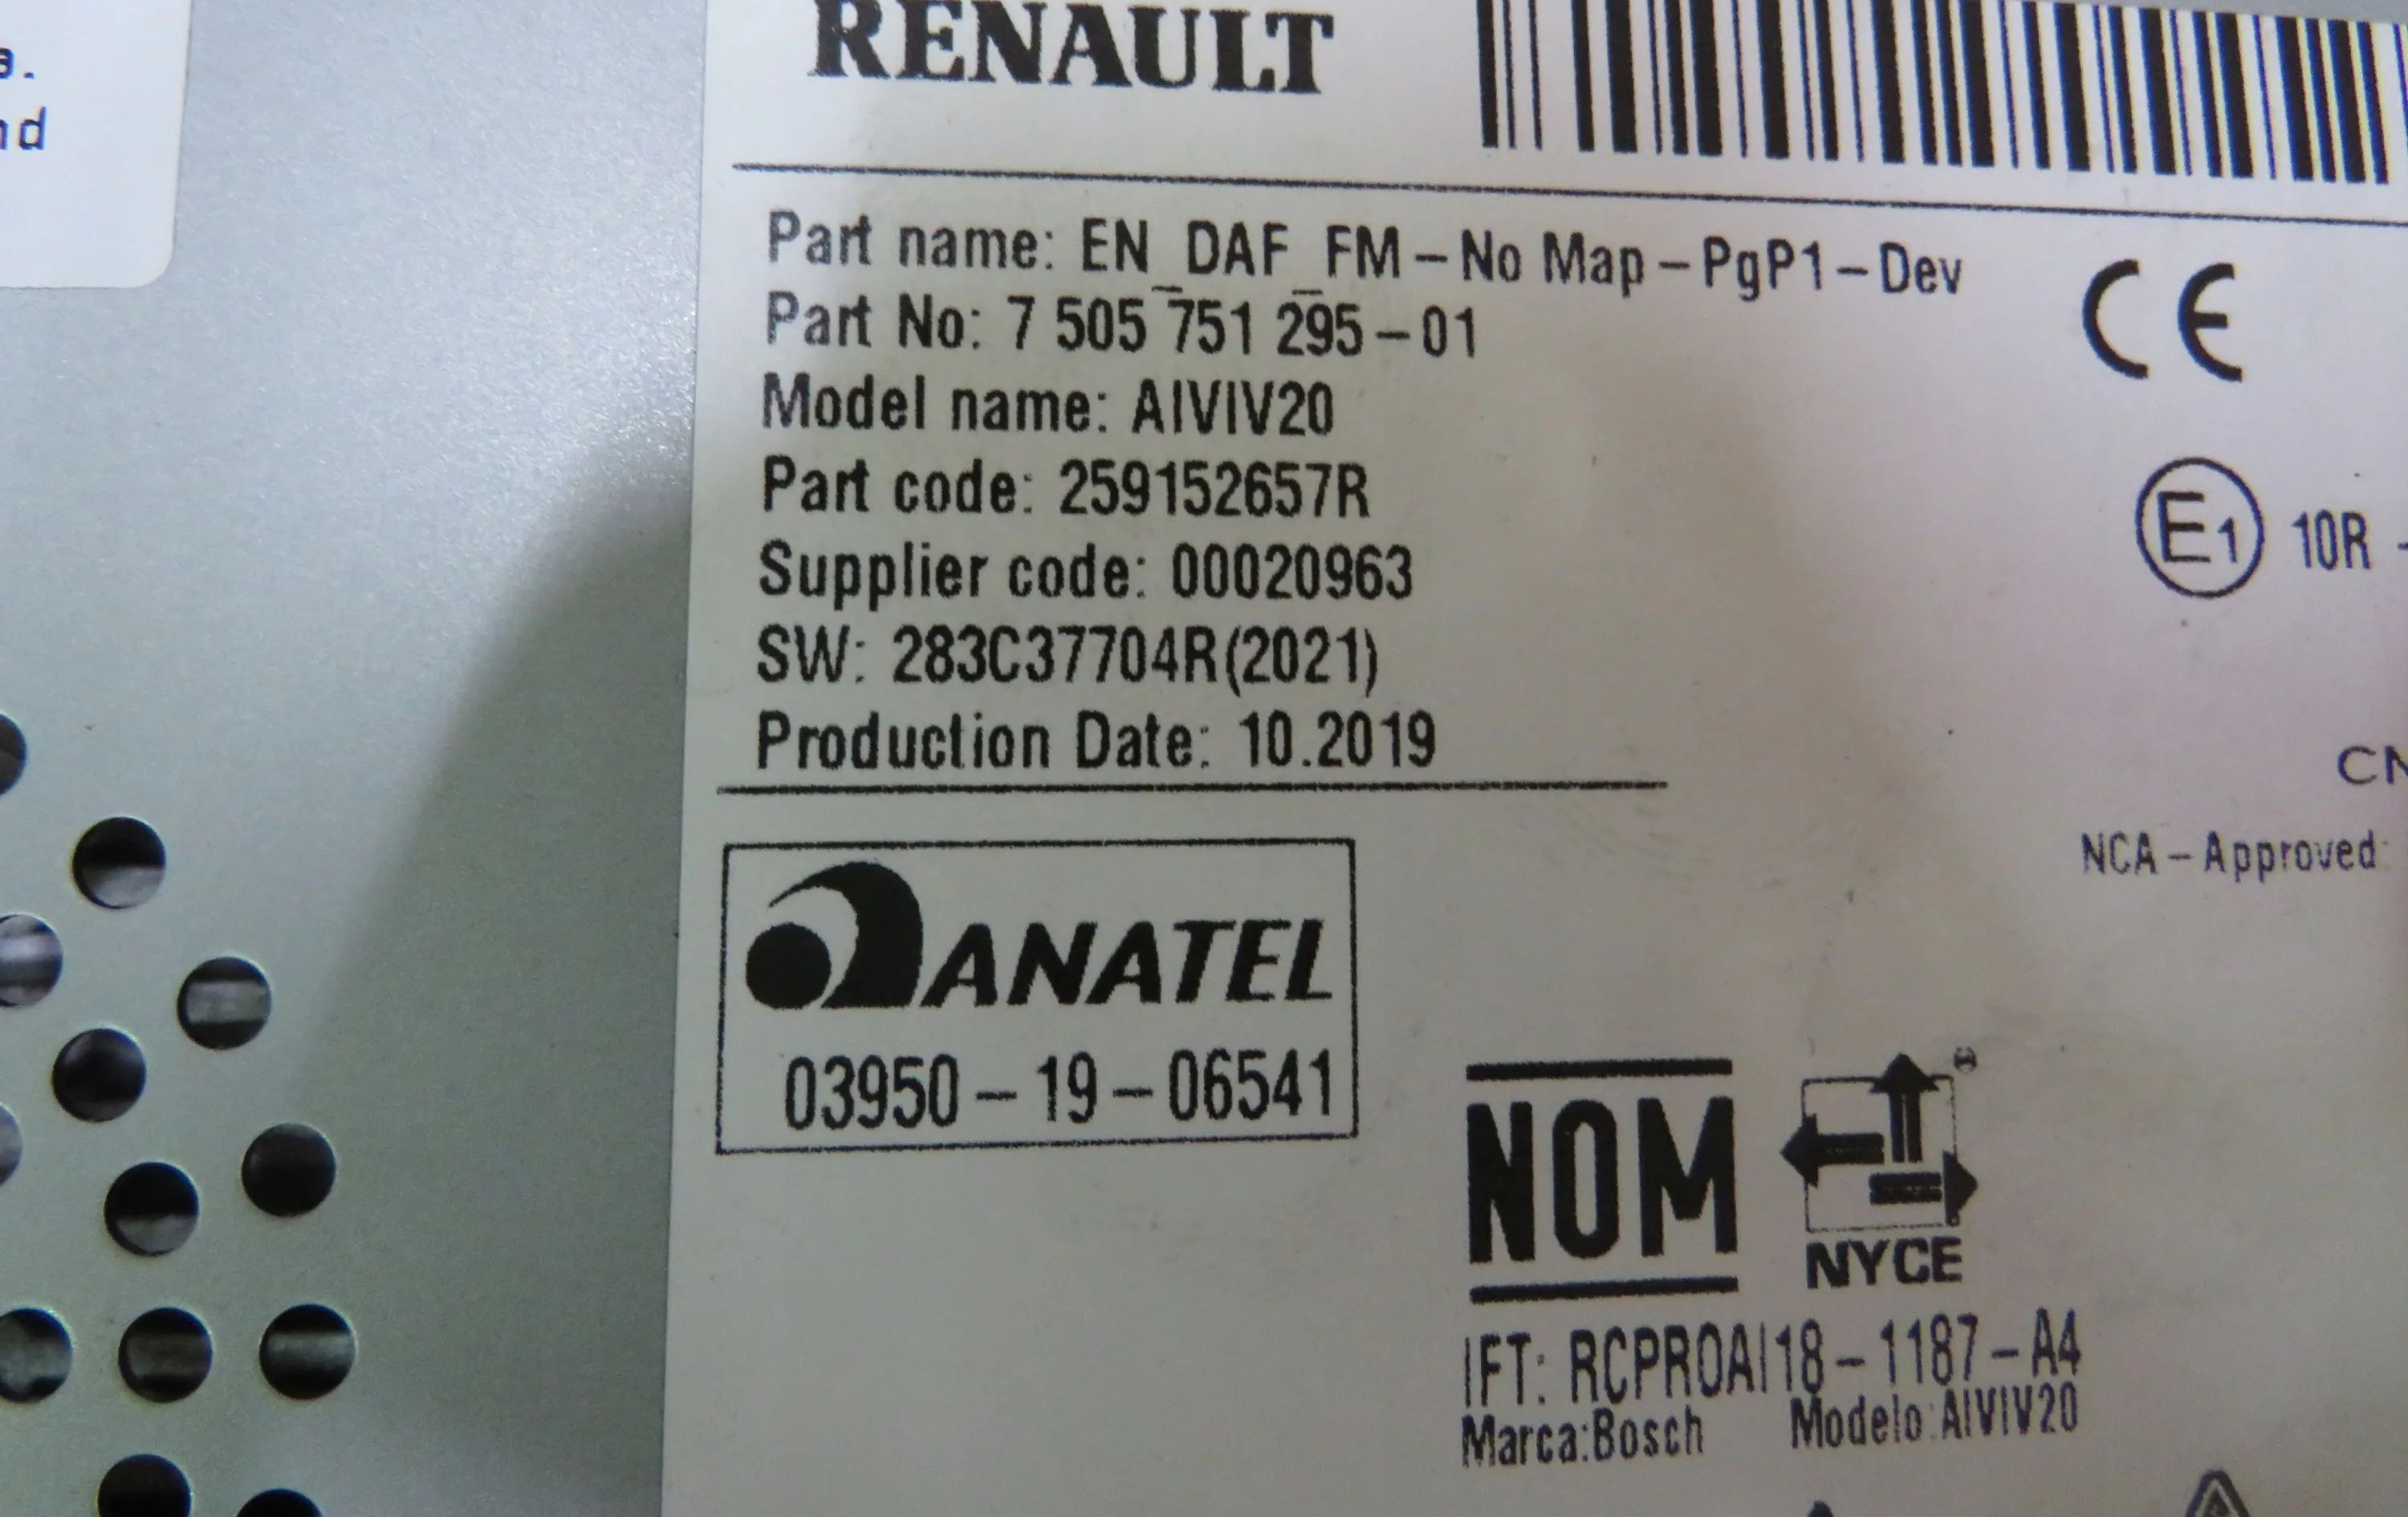 RENAULT
Part name: EN_DAF_FM-No Map-PgP1-Dev
Part No: 7 505 751 295-01
Model name: AIVIV20
Part code: 259152657R
Supplier code: 00020963
SW: 283C37704R(2021)
Production Date: 10.2019
CE
E1 10R -
NCA-Approved:
ANATEL
03950-19-06541
NOM
NYCE
IFT: RCPROAI18-1187-A4
Marca:Bosch Modelo:AIVIV20